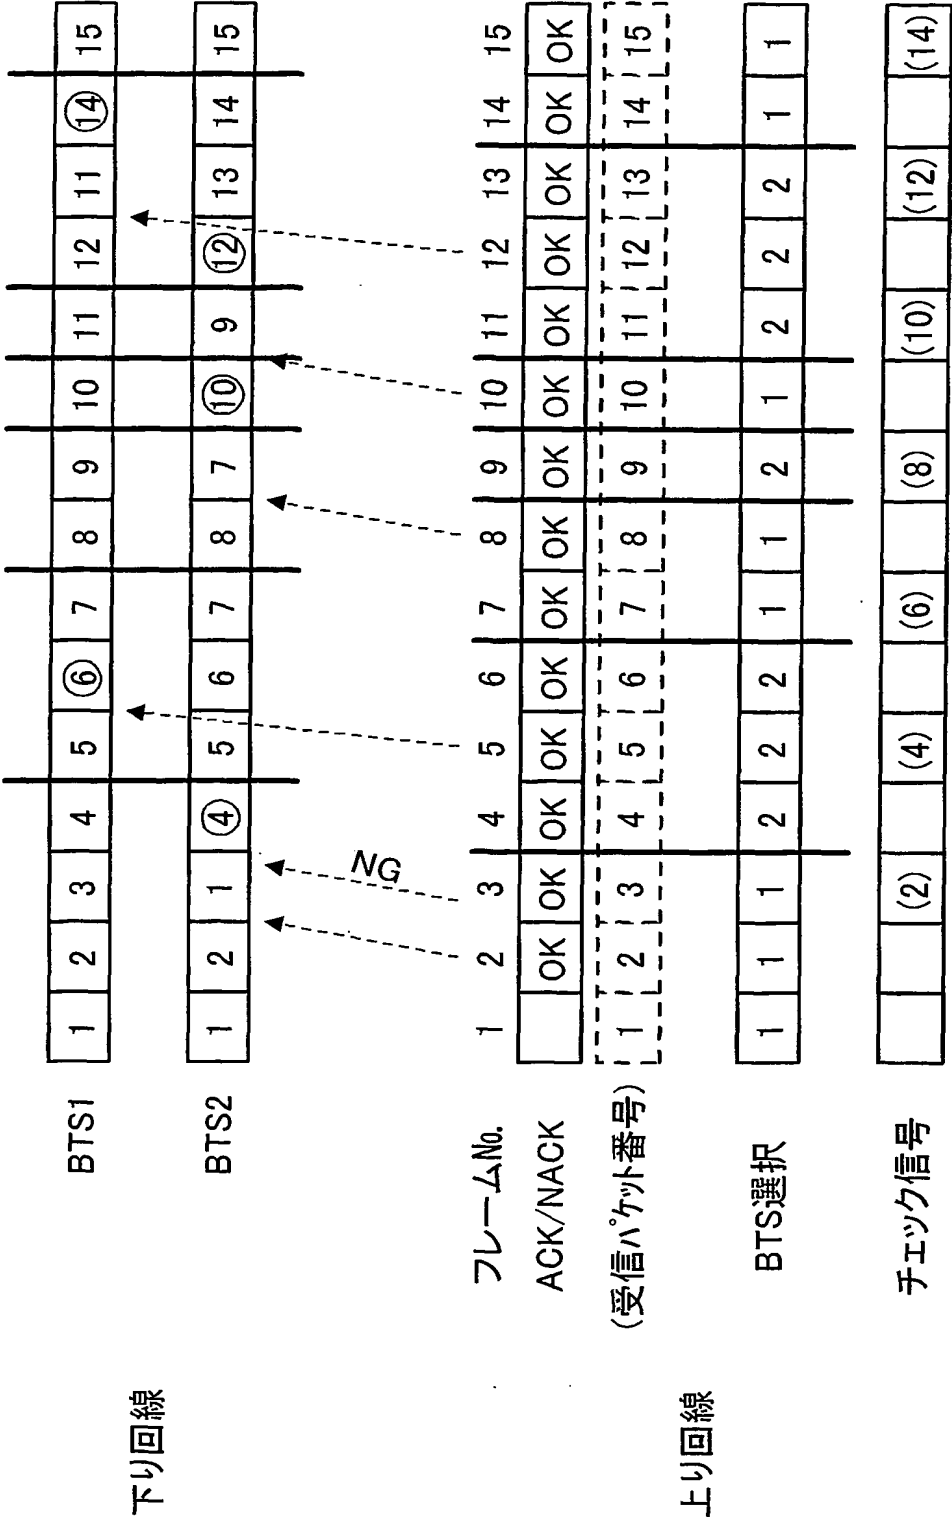 下り回線
BTS1 1 2 3 4 5 ⑥ 7 8 9 10 11 12 11 ⑭ 15
BTS2 1 2 1 ④ 5 6 7 8 7 ⑩ 9 ⑫ 13 14 15
NG
上り回線
フレームNo. 1 2 3 4 5 6 7 8 9 10 11 12 13 14 15
ACK/NACK OK OK OK OK OK OK OK OK OK OK OK OK OK OK
(受信パケット番号) 1 2 3 4 5 6 7 8 9 10 11 12 13 14 15
BTS選択 1 1 1 2 2 2 1 1 2 1 2 2 2 1 1
チェック信号 (2) (4) (6) (8) (10) (12) (14)